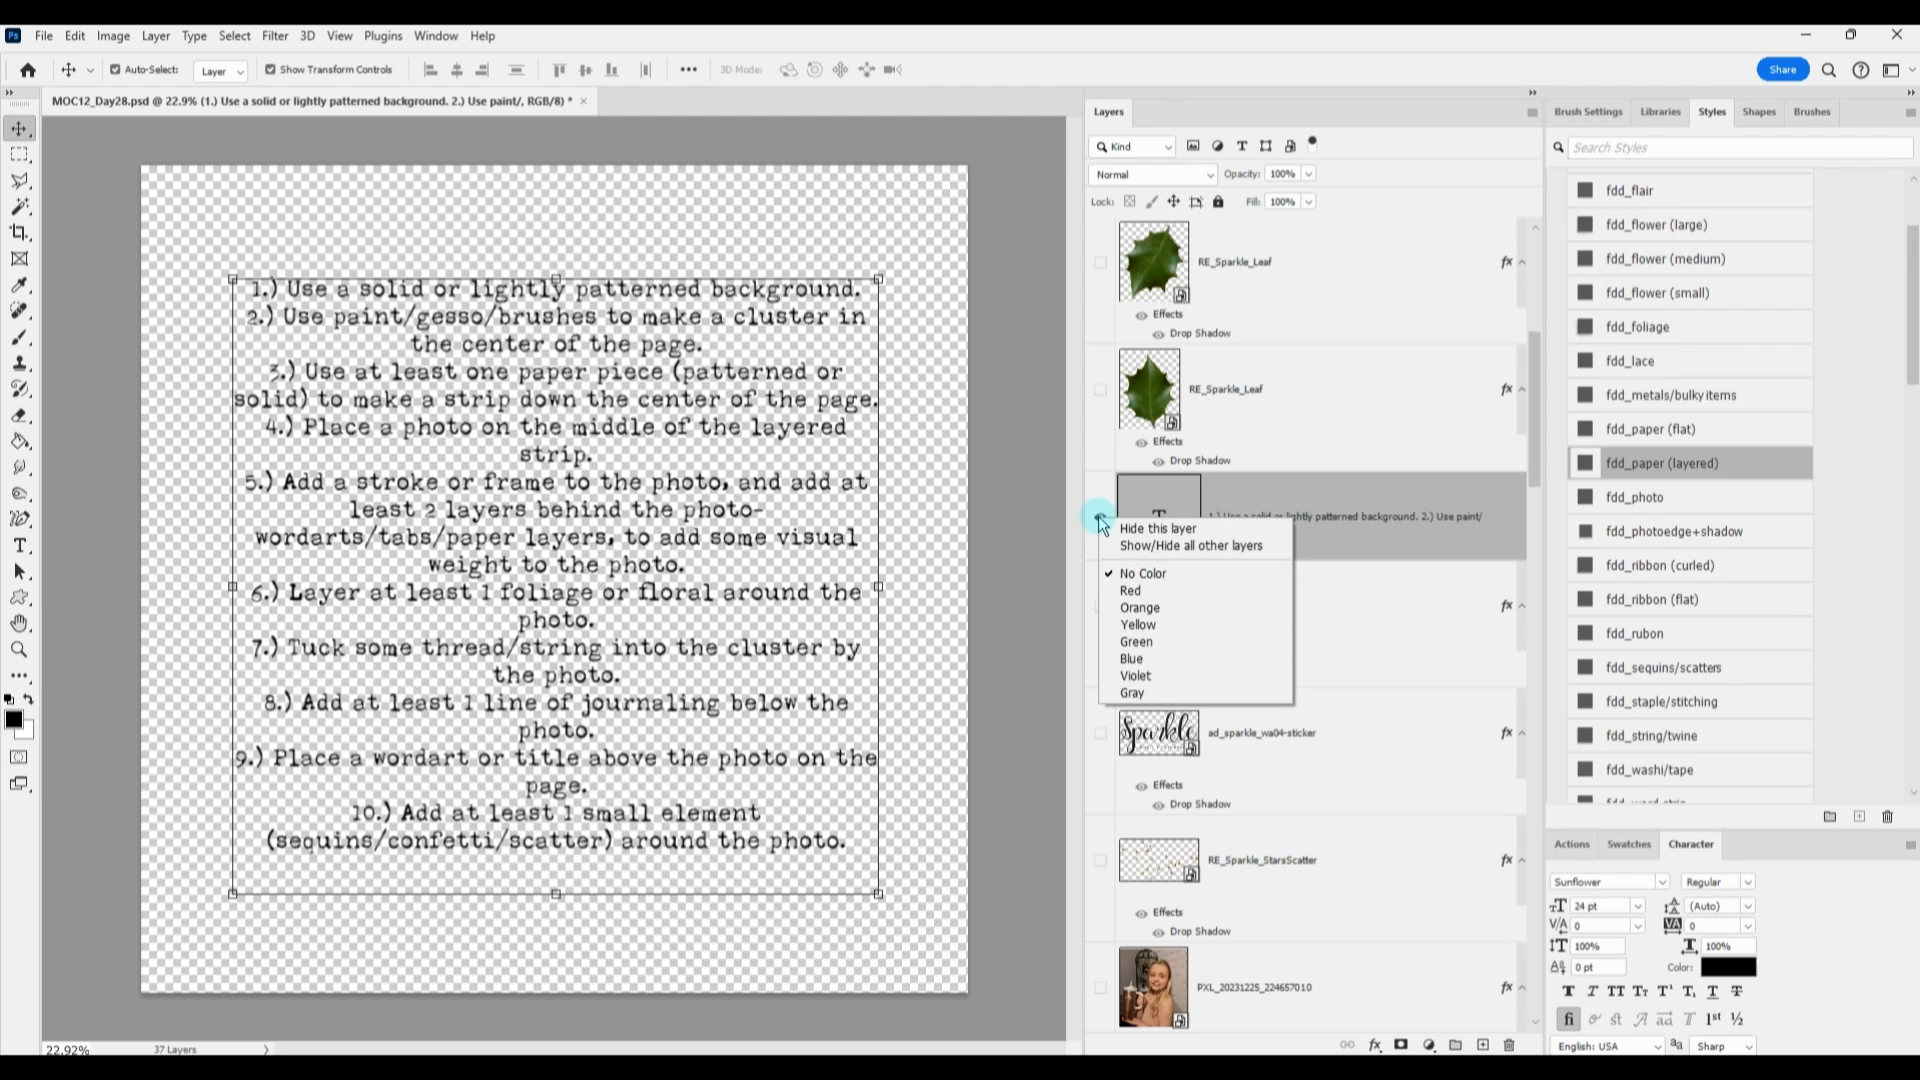 Ps File Edit Image Layer Type Select Filter 3D View Plugins Window Help
Auto-Select: Layer Show Transform Controls 3D Mode: Share
MOC12_Day28.psd @ 22.9% (1.) Use a solid or lightly patterned background. 2.) Use paint/, RGB/8) *
1.) Use a solid or lightly patterned background.
2.) Use paint/gesso/brushes to make a cluster in
the center of the page.
3.) Use at least one paper piece (patterned or
solid) to make a strip down the center of the page.
4.) Place a photo on the middle of the layered
strip.
5.) Add a stroke or frame to the photo, and add at
least 2 layers behind the photo-
wordarts/tabs/paper layers, to add some visual
weight to the photo.
6.) Layer at least 1 foliage or floral around the
photo.
7.) Tuck some thread/string into the cluster by
the photo.
8.) Add at least 1 line of journaling below the
photo.
9.) Place a wordart or title above the photo on the
page.
10.) Add at least 1 small element
(sequins/confetti/scatter) around the photo.
22.92% 37 Layers
Layers
Kind
Normal Opacity: 100%
Lock: Fill: 100%
RE_Sparkle_Leaf fx
Effects
Drop Shadow
RE_Sparkle_Leaf fx
Effects
Drop Shadow
1.) Use a solid or lightly patterned background. 2.) Use paint/
Hide this layer
Show/Hide all other layers
No Color
Red
Orange
Yellow
Green
Blue
Violet
Gray
fx
Sparkle
ad_sparkle_wa04-sticker fx
Effects
Drop Shadow
RE_Sparkle_StarsScatter fx
Effects
Drop Shadow
PXL_20231225_224657010 fx
Brush Settings Libraries Styles Shapes Brushes
Search Styles
fdd_flair
fdd_flower (large)
fdd_flower (medium)
fdd_flower (small)
fdd_foliage
fdd_lace
fdd_metals/bulky items
fdd_paper (flat)
fdd_paper (layered)
fdd_photo
fdd_photoedge+shadow
fdd_ribbon (curled)
fdd_ribbon (flat)
fdd_rubon
fdd_sequins/scatters
fdd_staple/stitching
fdd_string/twine
fdd_washi/tape
Actions Swatches Character
Sunflower Regular
24 pt (Auto)
0 0
100% 100%
0 pt Color:
English: USA Sharp